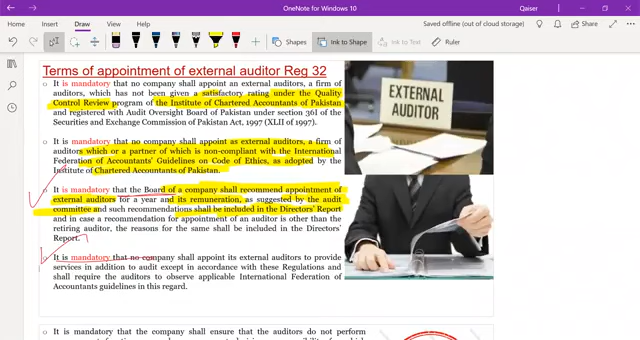 OneNote for Windows 10
Qaiser
Home Insert Draw View Help
Saved offline (out of cloud storage)
Shapes Ink to Shape Ink to Text Ruler
Terms of appointment of external auditor Reg 32
It is mandatory that no company shall appoint an external auditors, a firm of
auditors, which has not been given a satisfactory rating under the Quality
Control Review program of the Institute of Chartered Accountants of Pakistan
and registered with Audit Oversight Board of Pakistan under section 36I of
the Securities and Exchange Commission of Pakistan Act, 1997 (XLII of 1997).
It is mandatory that no company shall appoint as external auditors, a firm of
auditors which or a partner of which is non-compliant with the International
Federation of Accountants' Guidelines on Code of Ethics, as adopted by the
Institute of Chartered Accountants of Pakistan.
It is mandatory that the Board of a company shall recommend appointment of
external auditors for a year and its remuneration, as suggested by the audit
committee and such recommendations shall be included in the Directors' Report
and in case a recommendation for appointment of an auditor is other than the
retiring auditor, the reasons for the same shall be included in the Directors'
Report.
It is mandatory that no company shall appoint its external auditors to provide
services in addition to audit except in accordance with these Regulations and
shall require the auditors to observe applicable International Federation of
Accountants guidelines in this regard.
EXTERNAL
AUDITOR
It is mandatory that the company shall ensure that the auditors do not perform